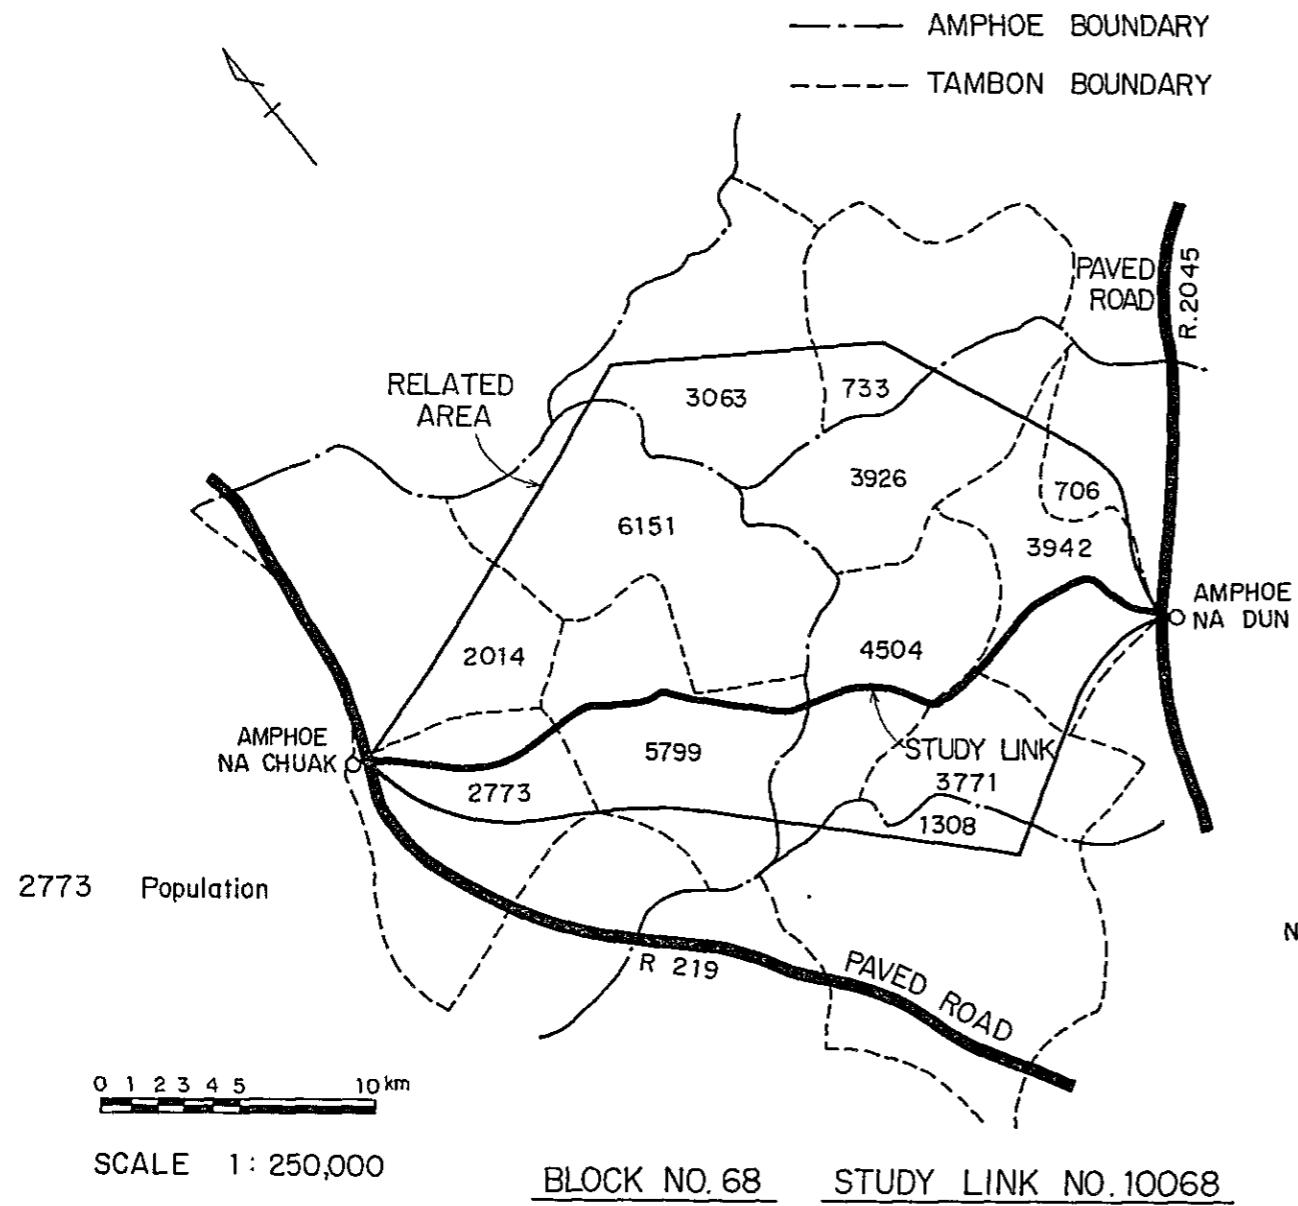 AMPHOE BOUNDARY
TAMBON BOUNDARY
PAVED
ROAD
R.2045
RELATED
AREA
3063
733
3926
706
6151
3942
AMPHOE
NA DUN
2014
4504
AMPHOE
NA CHUAK
5799
STUDY LINK
2773
3771
1308
2773 Population
N
R 219
PAVED ROAD
0 1 2 3 4 5 10 km
SCALE 1: 250,000
BLOCK NO. 68 STUDY LINK NO. 10068